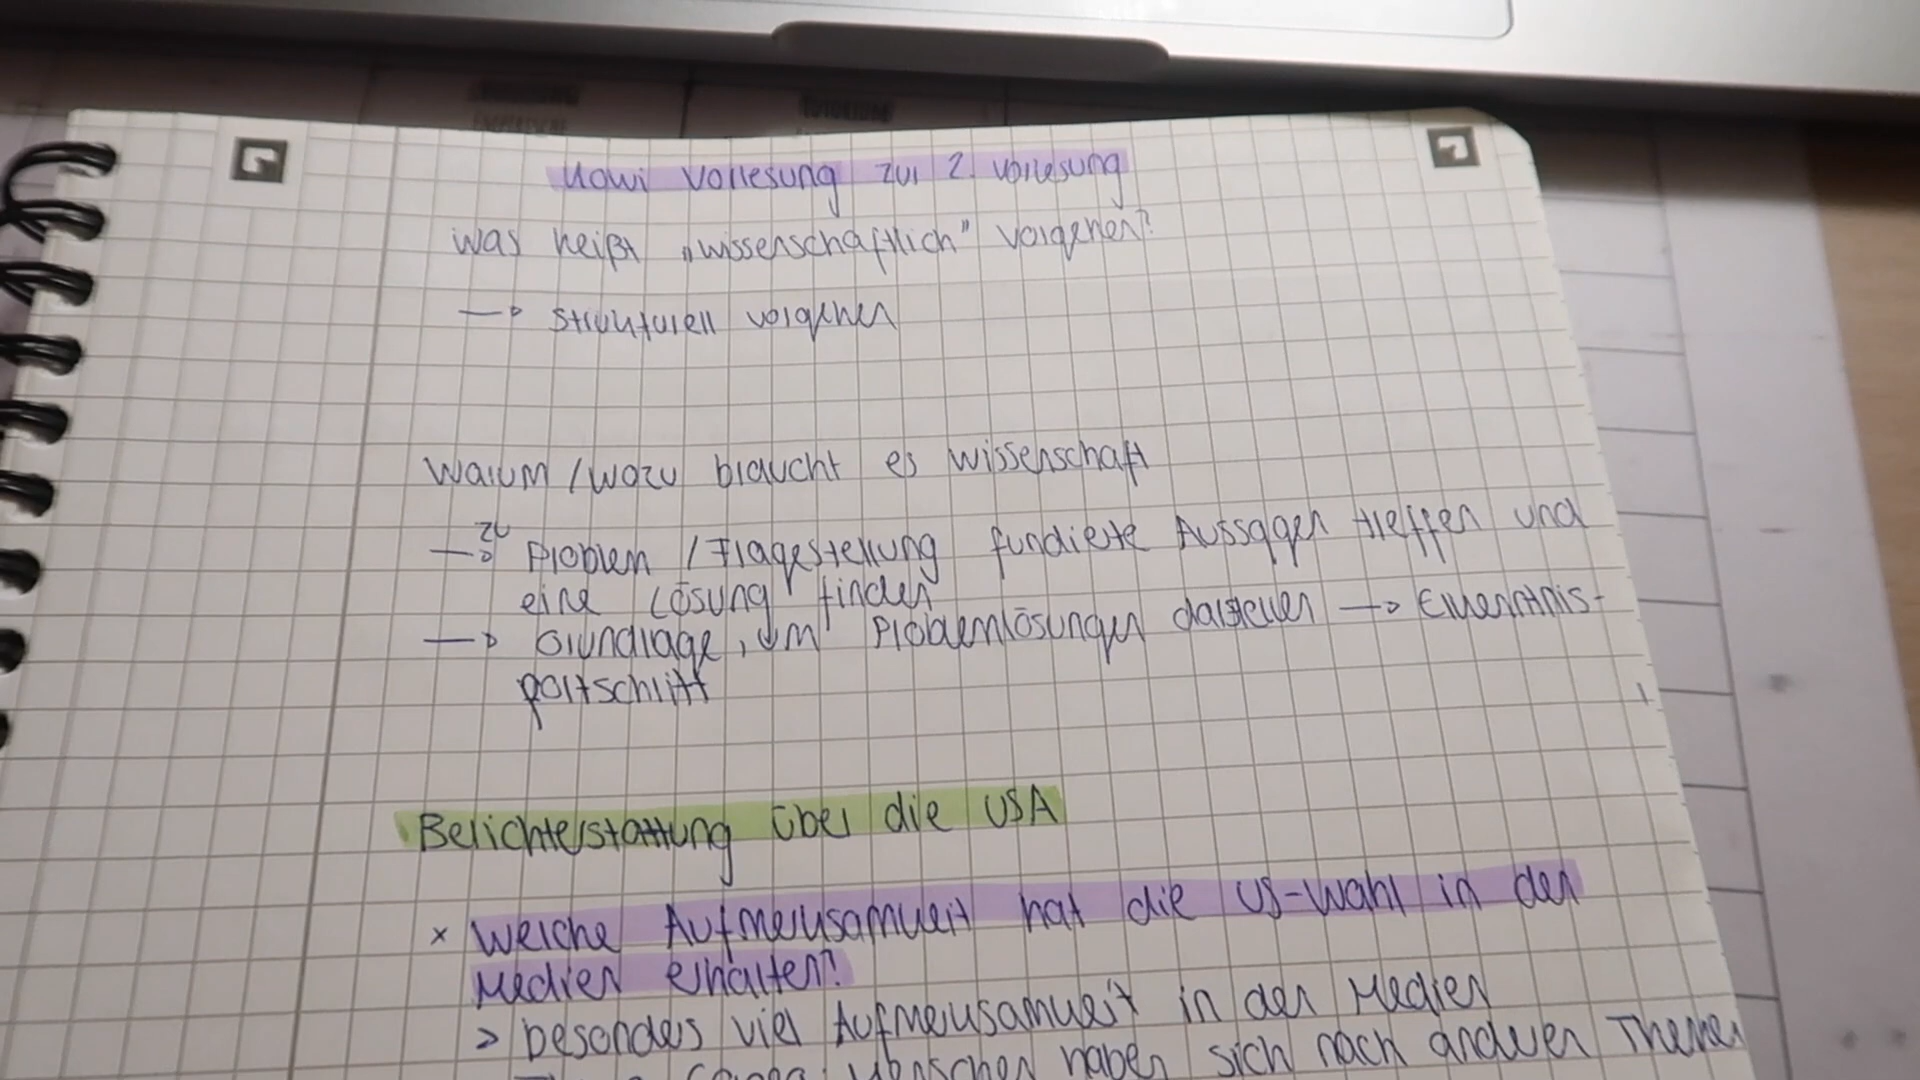 Kowi Vorlesung zur 2. Vorlesung
was heißt „wissenschaftlich" vorgehen?
→ strukturell vorgehen
Warum / wozu braucht es wissenschaft
→ zu Problem / Fragestellung fundierte Aussagen treffen und
eine Lösung finden
→ Grundlage, um Problemlösungen darstellen → Erkenntnis-
fortschritt
Berichterstattung über die USA
x Welche Aufmerksamkeit hat die US-Wahl in den
Medien erhalten?
> besonders viel Aufmerksamkeit in den Medien
haben sich nach anderen Themen